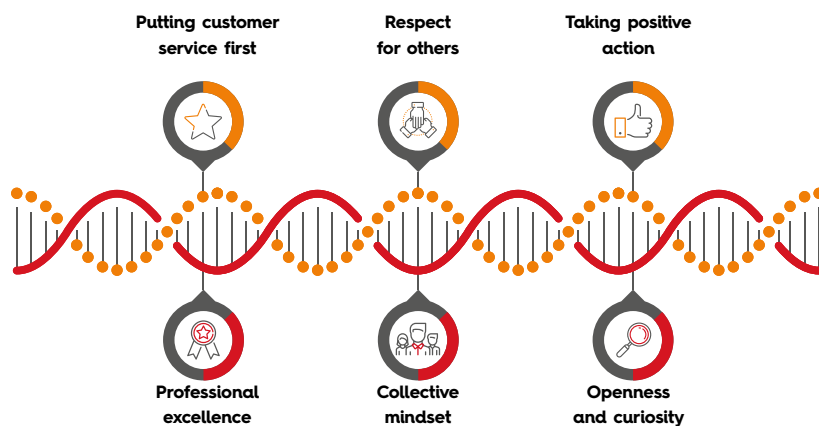 Putting customer
service first
Respect
for others
Taking positive
action
Professional
excellence
Collective
mindset
Openness
and curiosity